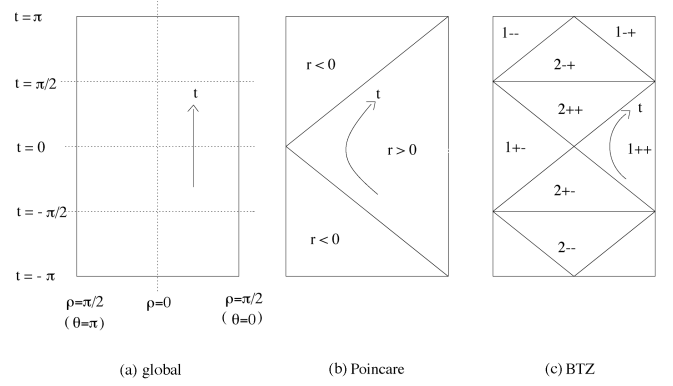 t = π
t = π/2
t = 0
t = - π/2
t = - π
t
ρ=π/2
( θ=π)
ρ=0
ρ=π/2
( θ=0)
(a) global
r < 0
t
r > 0
r < 0
(b) Poincare
1--
1-+
2-+
2++
t
1+-
1++
2+-
2--
(c) BTZ